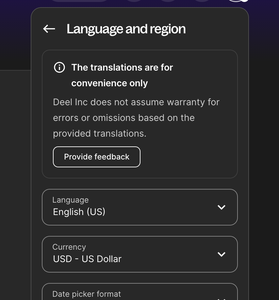 Language and region
The translations are for
convenience only
Deel Inc does not assume warranty for
errors or omissions based on the
provided translations.
Provide feedback
Language
English (US)
Currency
USD - US Dollar
Date picker format